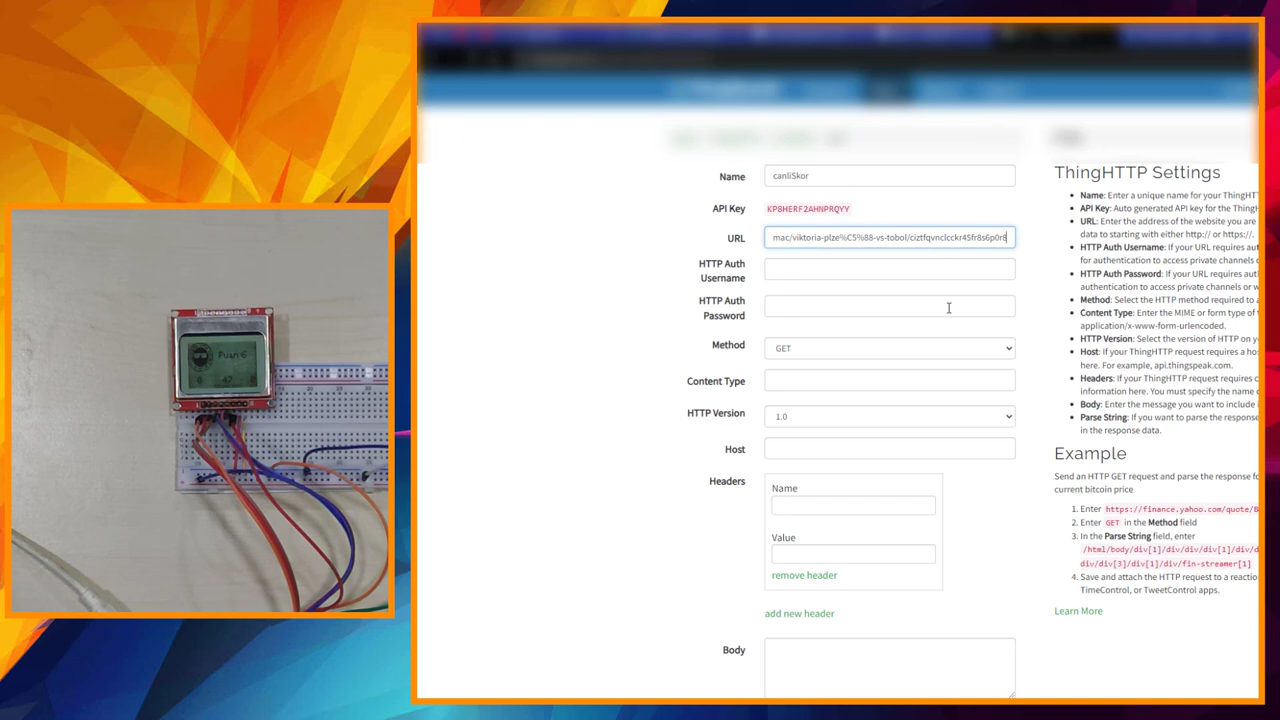 Puan
0 47
Name
canliSkor
API Key
KP8HERF2AHNPRQYY
URL
mac/viktoria-plze%C5%88-vs-tobol/ciztfqvnclcckr45fr8s6p0r8
HTTP Auth
Username
HTTP Auth
Password
Method
GET
Content Type
HTTP Version
1.0
Host
Headers
Name
Value
remove header
add new header
Body
ThingHTTP Settings
Name: Enter a unique name for your ThingHT
API Key: Auto generated API key for the Thing
URL: Enter the address of the website you are
data to starting with either http:// or https://.
HTTP Auth Username: If your URL requires aut
for authentication to access private channels
HTTP Auth Password: If your URL requires aut
authentication to access private channels or w
Method: Select the HTTP method required to
Content Type: Enter the MIME or form type of
application/x-www-form-urlencoded.
HTTP Version: Select the version of HTTP on y
Host: If your ThingHTTP request requires a ho
here. For example, api.thingspeak.com.
Headers: If your ThingHTTP request requires c
information here. You must specify the name
Body: Enter the message you want to include
Parse String: If you want to parse the response
in the response data.
Example
Send an HTTP GET request and parse the response fo
current bitcoin price
1. Enter https://finance.yahoo.com/quote/B
2. Enter GET in the Method field
3. In the Parse String field, enter
/html/body/div[1]/div/div/div[1]/div/d
div/div[3]/div[1]/div/fin-streamer[1]
4. Save and attach the HTTP request to a reactio
TimeControl, or TweetControl apps.
Learn More